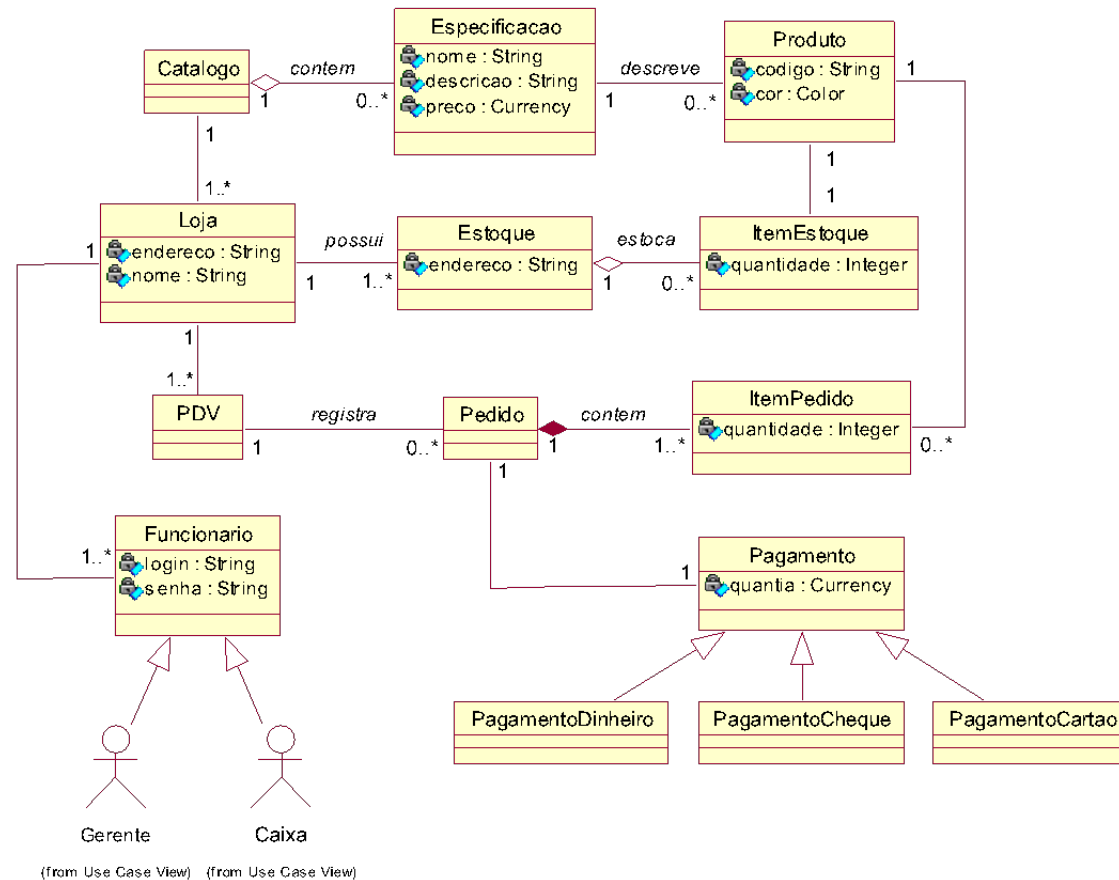 Catalogo
contem
1
0..*
Especificacao
nome : String
descricao : String
preco : Currency
descreve
1
0..*
Produto
codigo : String
cor : Color
1
1
1..*
1
1
Loja
endereco : String
nome : String
1
possui
1
1..*
Estoque
endereco : String
estoca
1
0..*
ItemEstoque
quantidade : Integer
1
1..*
PDV
registra
1
0..*
Pedido
contem
1
1..*
ItemPedido
quantidade : Integer
0..*
1
1..*
Funcionario
login : String
senha : String
1
Pagamento
quantia : Currency
PagamentoDinheiro
PagamentoCheque
PagamentoCartao
Gerente
(from Use Case View)
Caixa
(from Use Case View)